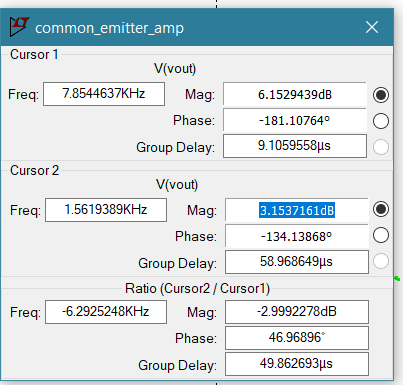 common_emitter_amp
Cursor 1
V(vout)
Freq: 7.8544637KHz Mag: 6.1529439dB
Phase: -181.10764º
Group Delay: 9.1059558µs
Cursor 2
V(vout)
Freq: 1.5619389KHz Mag: 3.1537161dB
Phase: -134.13868º
Group Delay: 58.968649µs
Ratio (Cursor2 / Cursor1)
Freq: -6.2925248KHz Mag: -2.9992278dB
Phase: 46.96896°
Group Delay: 49.862693µs